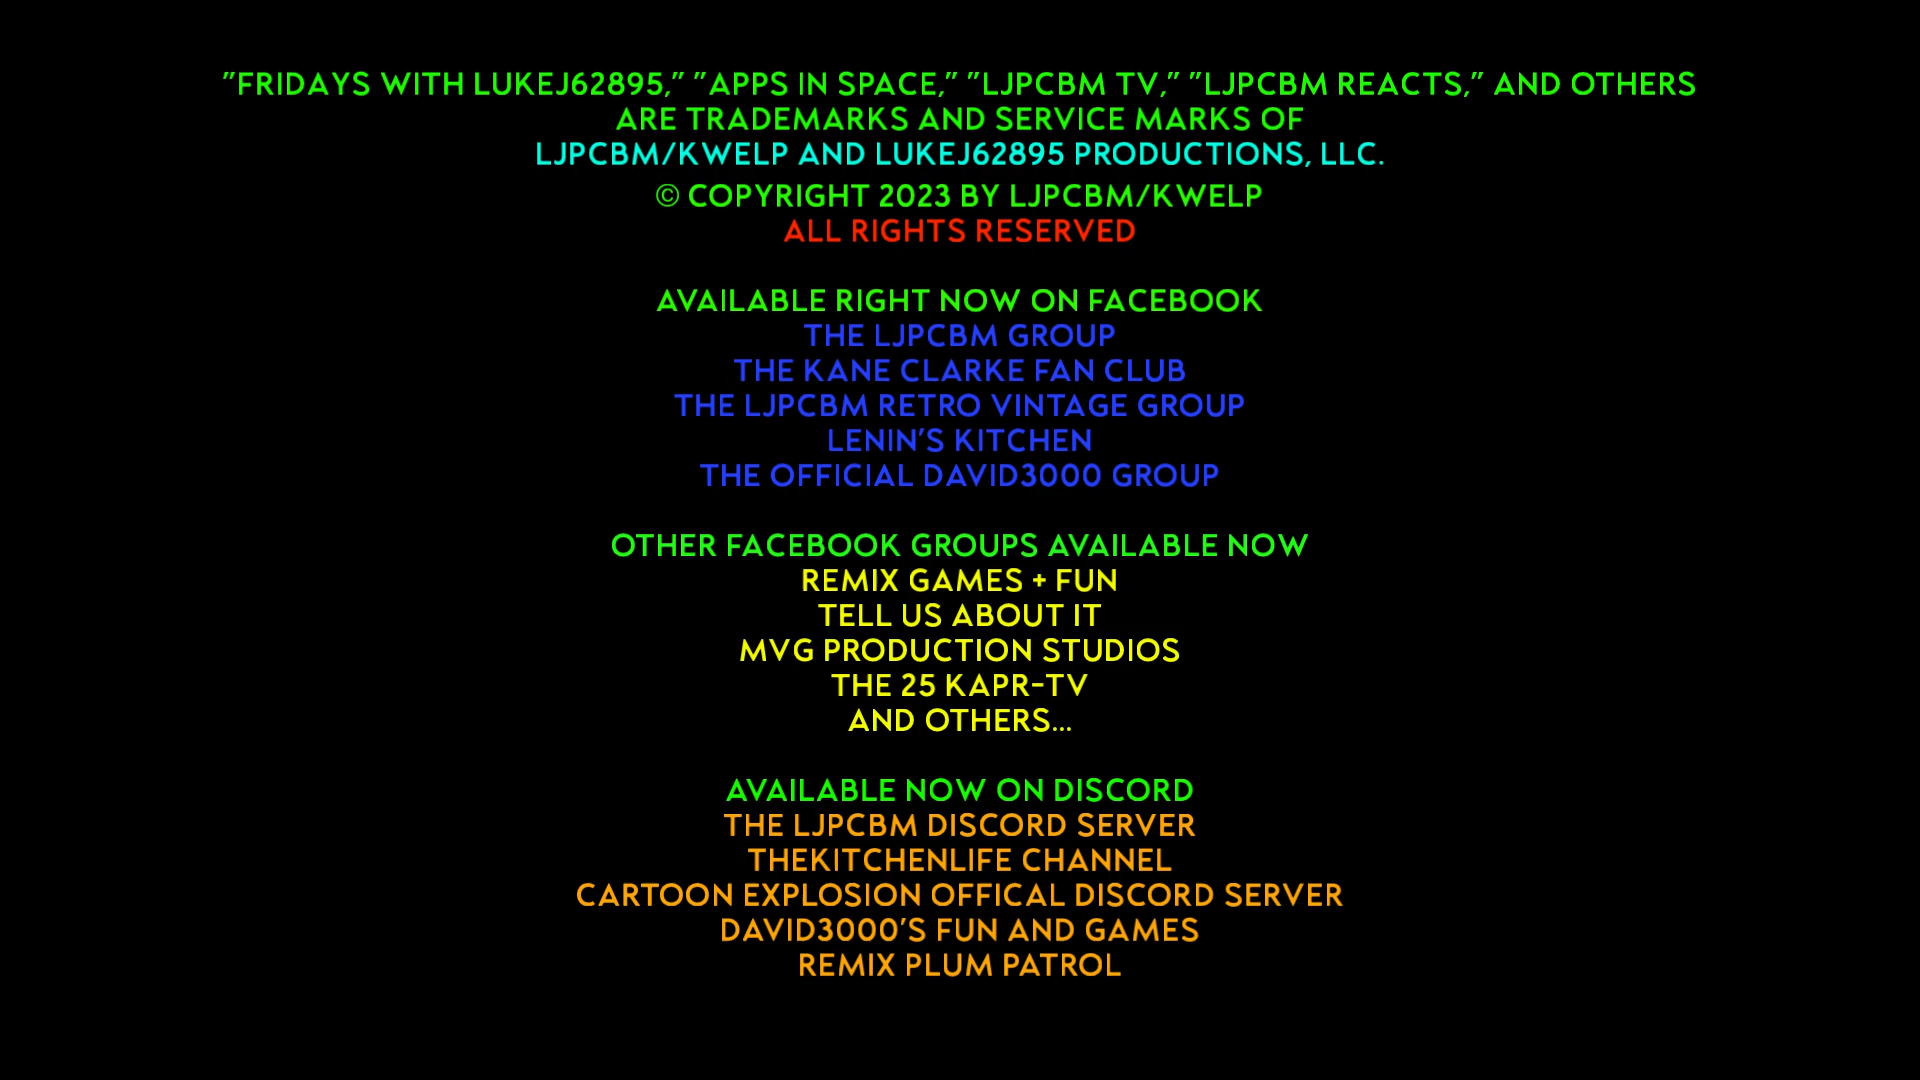 "FRIDAYS WITH LUKEJ62895," "APPS IN SPACE," "LJPCBM TV," "LJPCBM REACTS," AND OTHERS
ARE TRADEMARKS AND SERVICE MARKS OF
LJPCBM/KWELP AND LUKEJ62895 PRODUCTIONS, LLC.
© COPYRIGHT 2023 BY LJPCBM/KWELP
ALL RIGHTS RESERVED
AVAILABLE RIGHT NOW ON FACEBOOK
THE LJPCBM GROUP
THE KANE CLARKE FAN CLUB
THE LJPCBM RETRO VINTAGE GROUP
LENIN'S KITCHEN
THE OFFICIAL DAVID3000 GROUP
OTHER FACEBOOK GROUPS AVAILABLE NOW
REMIX GAMES + FUN
TELL US ABOUT IT
MVG PRODUCTION STUDIOS
THE 25 KAPR-TV
AND OTHERS...
AVAILABLE NOW ON DISCORD
THE LJPCBM DISCORD SERVER
THEKITCHENLIFE CHANNEL
CARTOON EXPLOSION OFFICAL DISCORD SERVER
DAVID3000'S FUN AND GAMES
REMIX PLUM PATROL